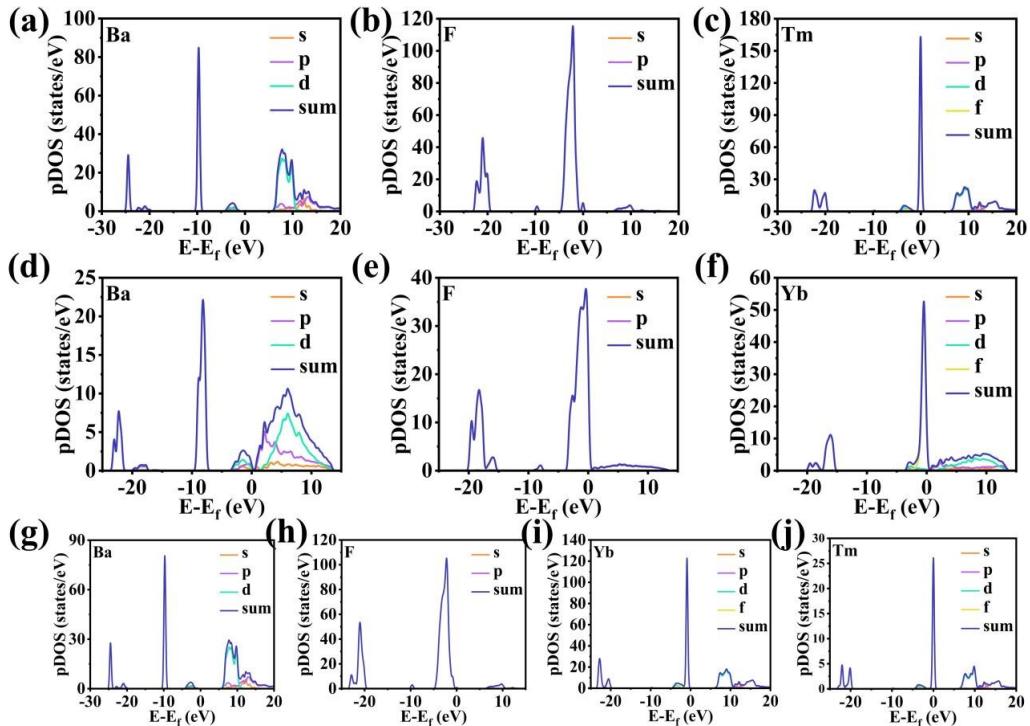 (a)
Ba
s
p
d
sum
pDOS (states/eV)
100
80
60
40
20
0
-30 -20 -10 0 10 20
E-Ef (eV)
(b)
F
s
p
sum
pDOS (states/eV)
120
100
80
60
40
20
0
-30 -20 -10 0 10 20
E-Ef (eV)
(c)
Tm
s
p
d
f
sum
pDOS (states/eV)
180
150
120
90
60
30
0
-30 -20 -10 0 10 20
E-Ef (eV)
(d)
Ba
s
p
d
sum
pDOS (states/eV)
25
20
15
10
5
0
-20 -10 0 10
E-Ef (eV)
(e)
F
s
p
sum
pDOS (states/eV)
40
30
20
10
0
-20 -10 0 10
E-Ef (eV)
(f)
Yb
s
p
d
f
sum
pDOS (states/eV)
60
50
40
30
20
10
0
-20 -10 0 10
E-Ef (eV)
(g)
Ba
s
p
d
sum
pDOS (states/eV)
90
60
30
0
-30 -20 -10 0 10 20
E-Ef (eV)
(h)
F
s
p
sum
pDOS (states/eV)
120
100
80
60
40
20
0
-30 -20 -10 0 10
E-Ef (eV)
(i)
Yb
s
p
d
f
sum
pDOS (states/eV)
140
120
100
80
60
40
20
0
-30 -20 -10 0 10 20
E-Ef (eV)
(j)
Tm
s
p
d
f
sum
pDOS (states/eV)
30
25
20
15
10
5
0
-30 -20 -10 0 10 20
E-Ef (eV)